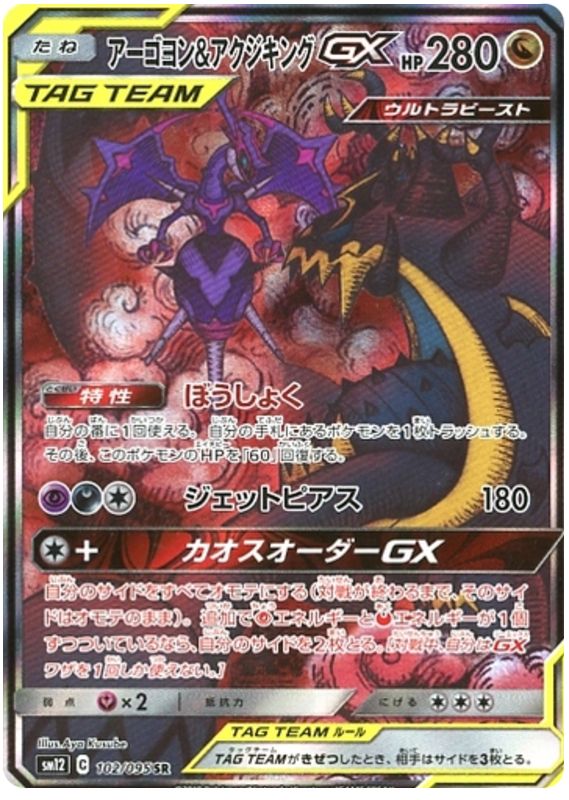 たね
アーゴヨン&アクジキングGX HP280
TAG TEAM
ウルトラビースト
とくせい
特性 ぼうしょく
自分の番に1回使える。自分の手札にあるポケモンを1枚トラッシュする。
その後、このポケモンのHPを「60」回復する。
ジェットピアス 180
+ カオスオーダーGX
自分のサイドをすべてオモテにする(対戦が終わるまで、そのサイ
ドはオモテのまま)。追加でエネルギーとエネルギーが1個
ずつついているなら、自分のサイドを2枚とる。[対戦中、自分はGX
ワザを1回しか使えない。]
弱点 ×2 抵抗力 にげる
Illus. Aya Kusube
sm12 C 102/095 SR
TAG TEAM ルール
TAG TEAMがきぜつしたとき、相手はサイドを3枚とる。